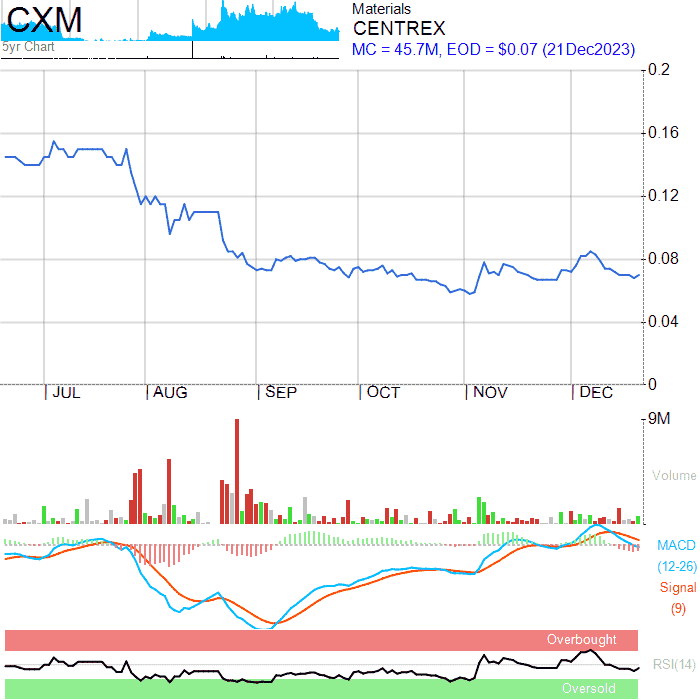 CXM
5yr Chart
Materials
CENTREX
MC = 45.7M, EOD = $0.07 (21Dec2023)
0.2
0.16
0.12
0.08
0.04
0
JUL AUG SEP OCT NOV DEC
9M
Volume
MACD
(12-26)
Signal
(9)
Overbought
RSI(14)
Oversold